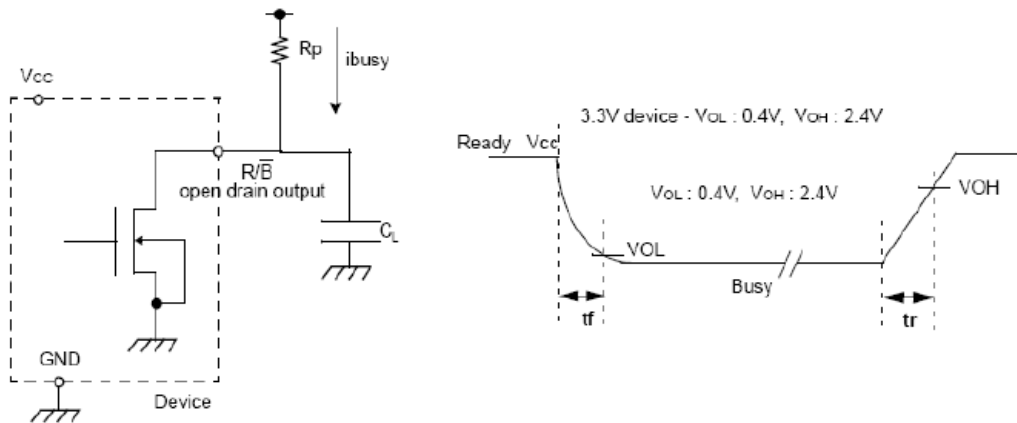 Rp
ibusy
Vcc
R/B̅
open drain output
CL
GND
Device
3.3V device - VOL : 0.4V, VOH : 2.4V
Ready Vcc
VOL : 0.4V, VOH : 2.4V
VOH
VOL
Busy
tf
tr